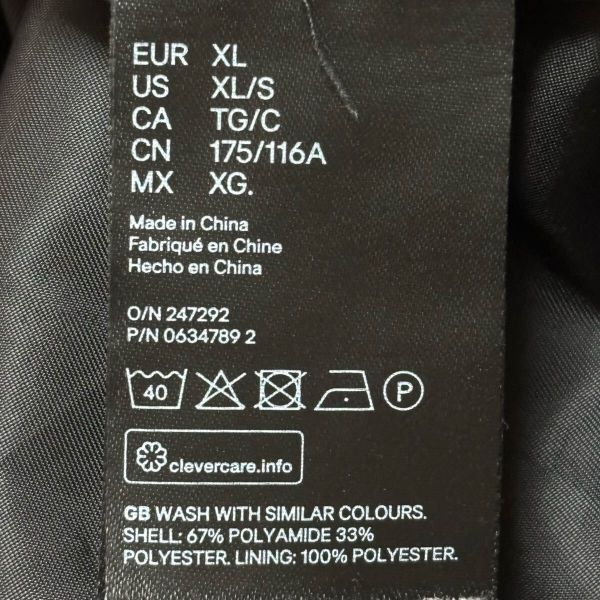 EUR XL
US XL/S
CA TG/C
CN 175/116A
MX XG.
Made in China
Fabriqué en Chine
Hecho en China
O/N 247292
P/N 0634789 2
40 P
clevercare.info
GB WASH WITH SIMILAR COLOURS.
SHELL: 67% POLYAMIDE 33%
POLYESTER. LINING: 100% POLYESTER.